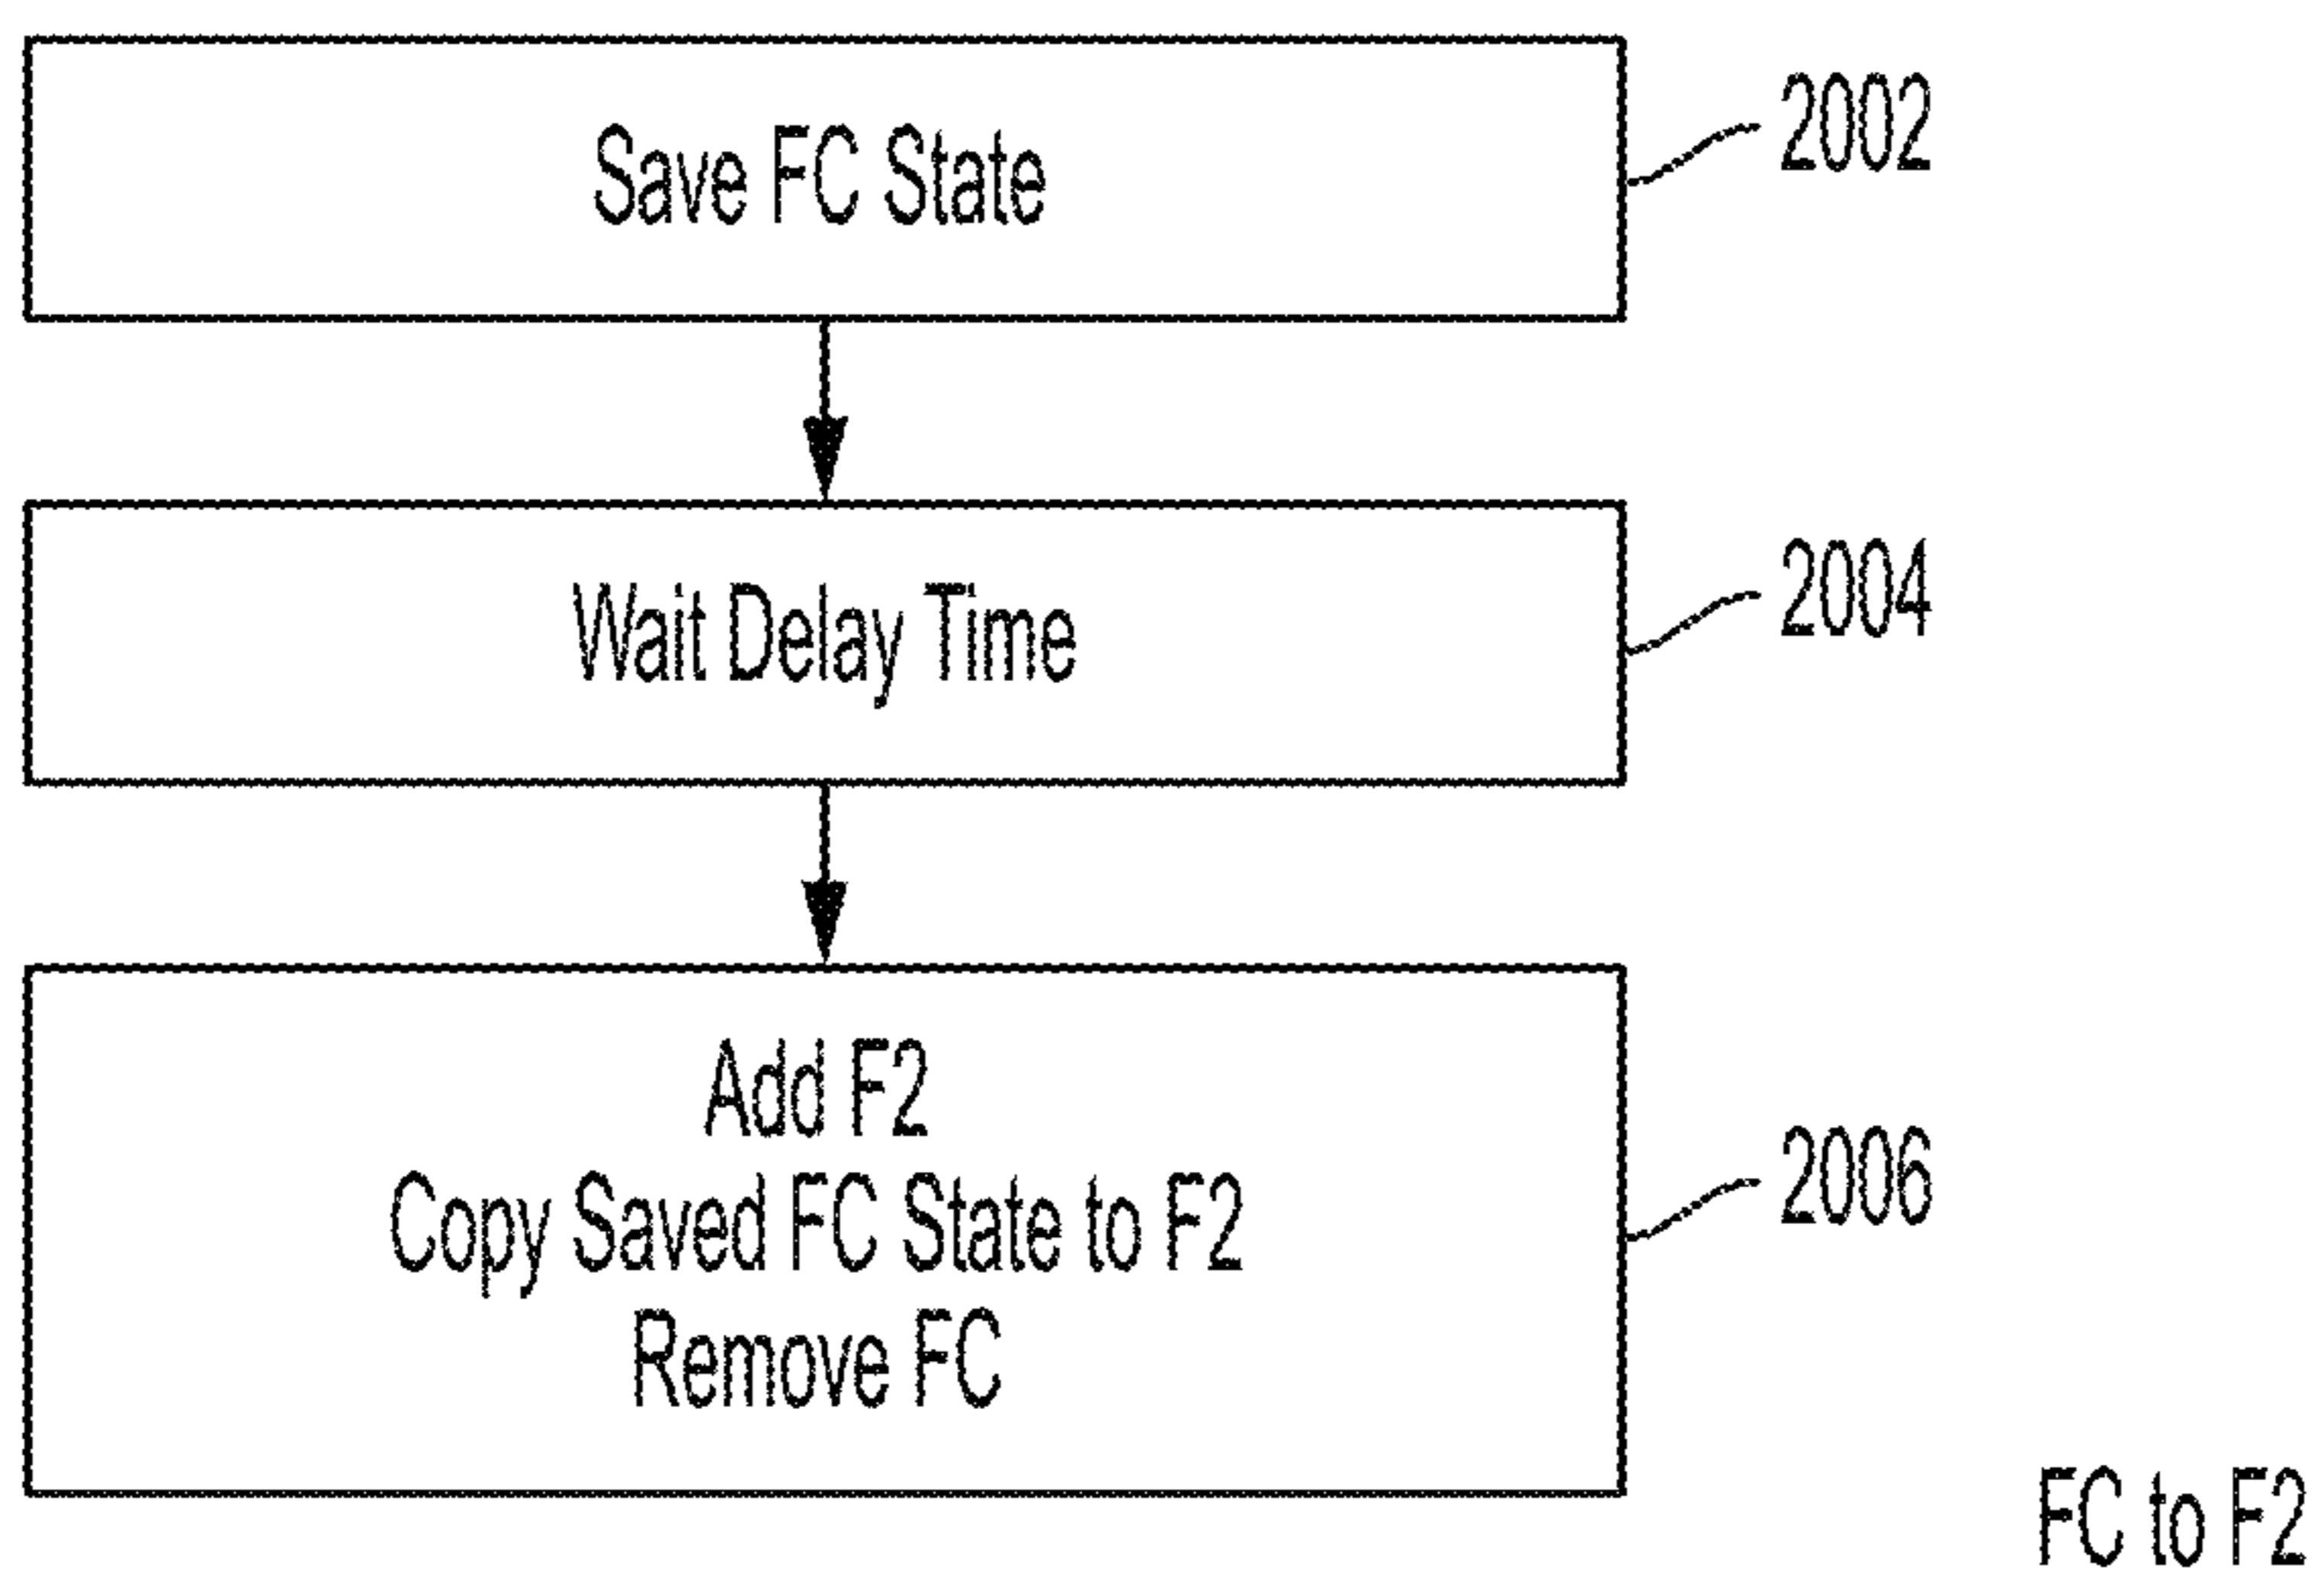 Save FC State
2002
Wait Delay Time
2004
Add F2
Copy Saved FC State to F2
Remove FC
2006
FC to F2